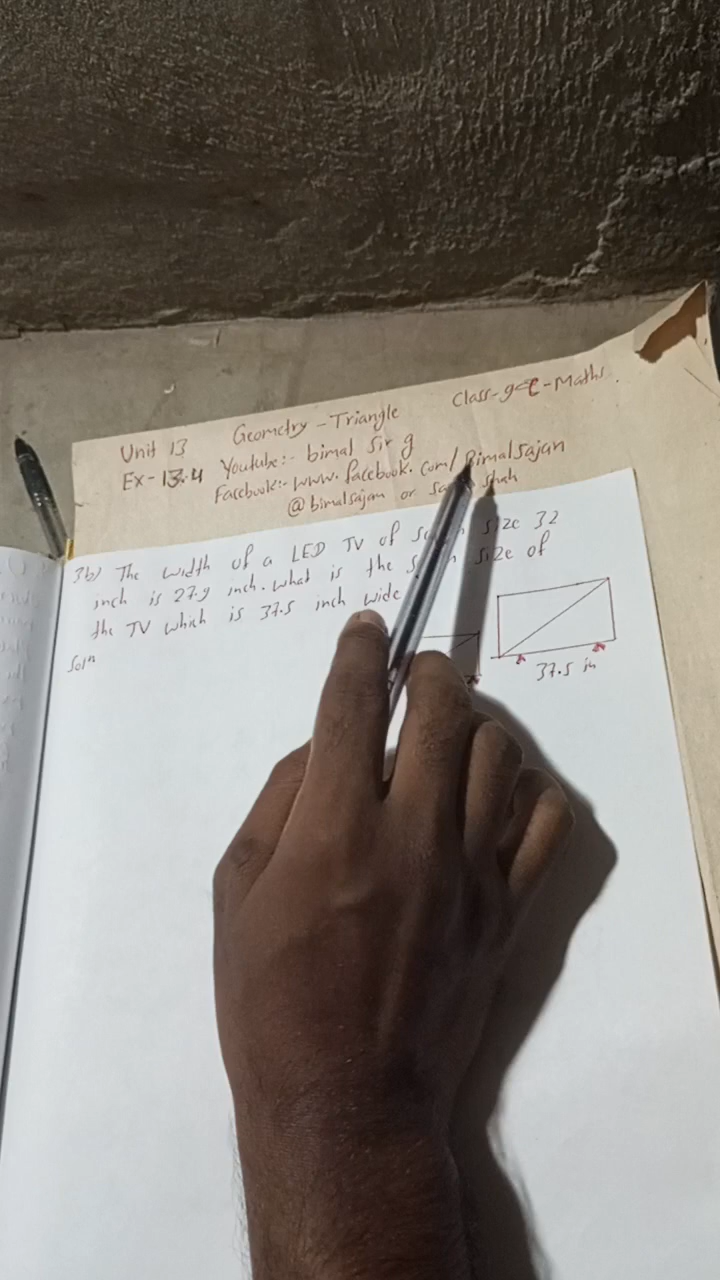 Unit 13 Geometry - Triangle Class - 9
Ex - 13.4 Youtube:- bimal Sir g
Facebook:- www.facebook.com/Bimalsajan
@bimalsajan or
3b) The width of a LED TV of size 32
inch is 27.9 inch. what is the size of
the TV which is 37.5 inch wide
Solⁿ
37.5 in